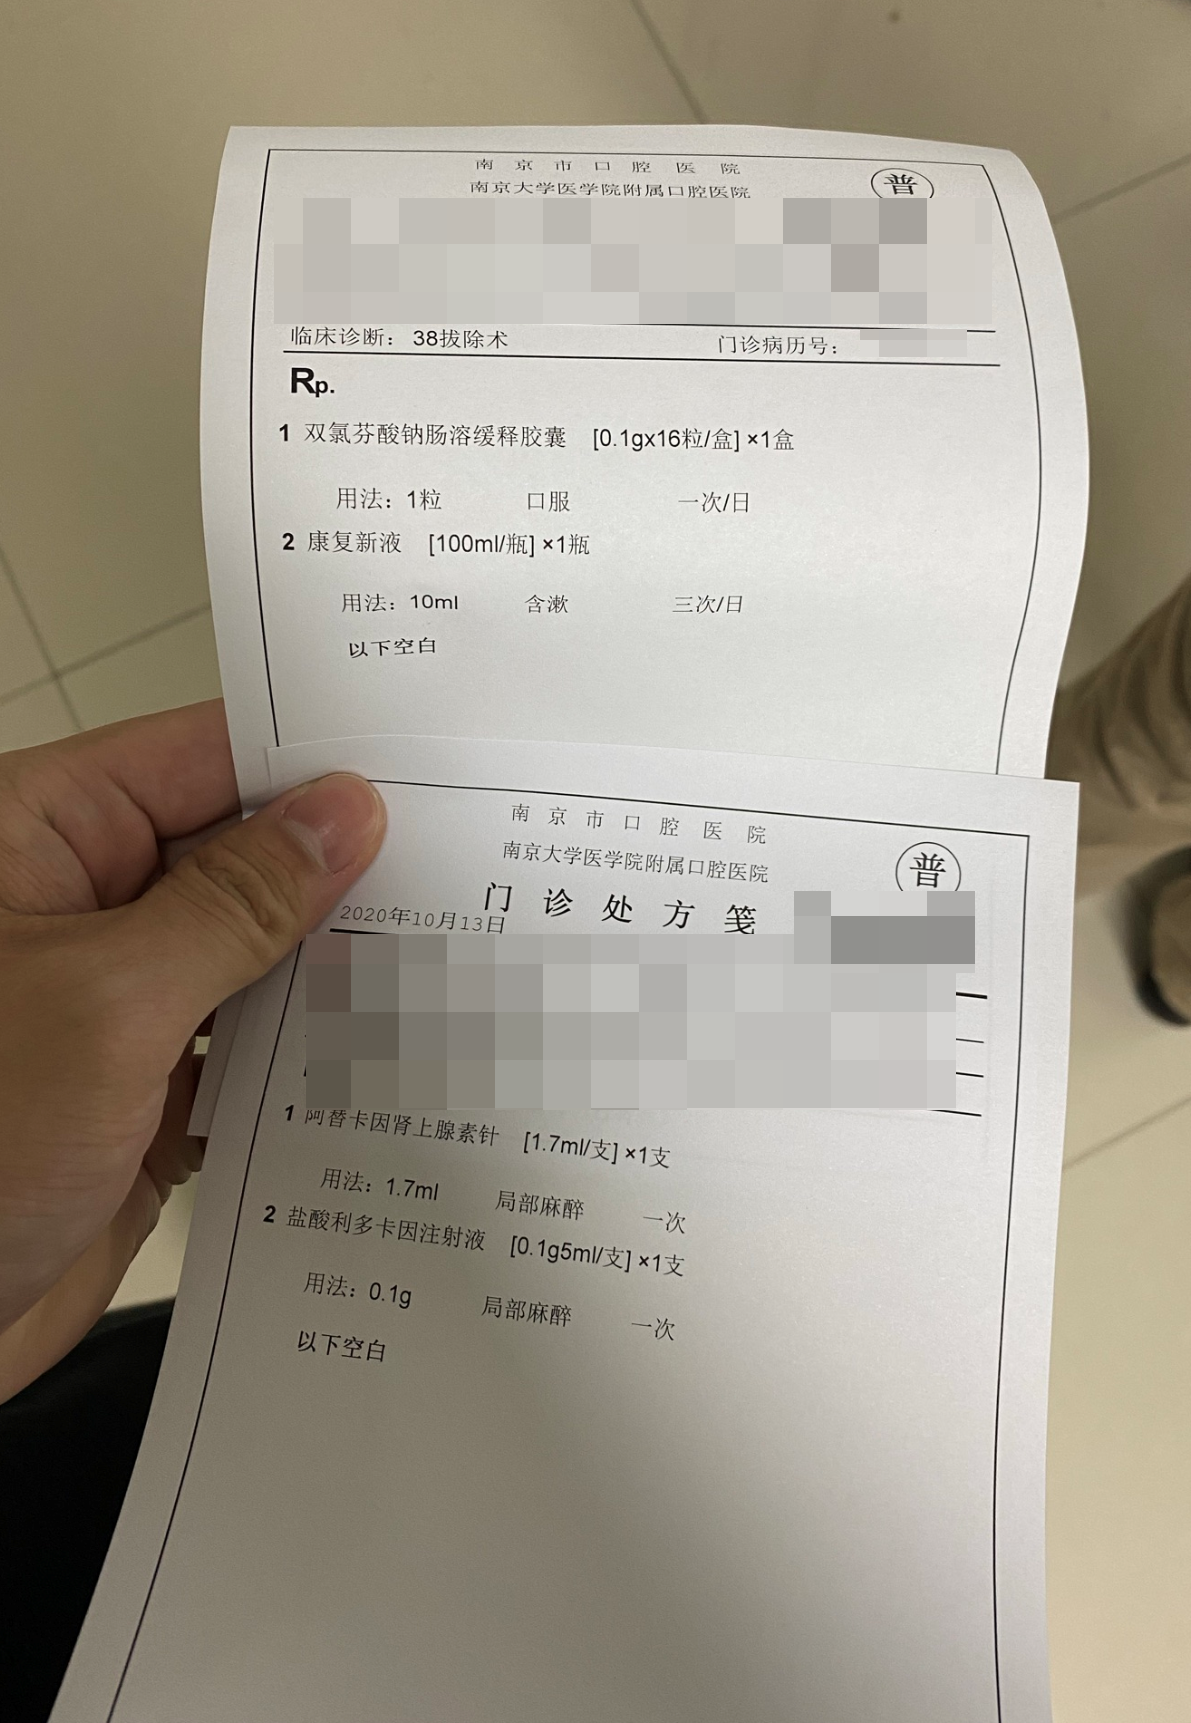 南京市口腔医院
南京大学医学院附属口腔医院
普
临床诊断：38拔除术 门诊病历号：
Rp.
1 双氯芬酸钠肠溶缓释胶囊 [0.1gx16粒/盒] ×1盒
用法：1粒 口服 一次/日
2 康复新液 [100ml/瓶] ×1瓶
用法：10ml 含漱 三次/日
以下空白
南京市口腔医院
南京大学医学院附属口腔医院
普
门诊处方笺
2020年10月13日
1 阿替卡因肾上腺素针 [1.7ml/支] ×1支
用法：1.7ml 局部麻醉 一次
2 盐酸利多卡因注射液 [0.1g5ml/支] ×1支
用法：0.1g 局部麻醉 一次
以下空白